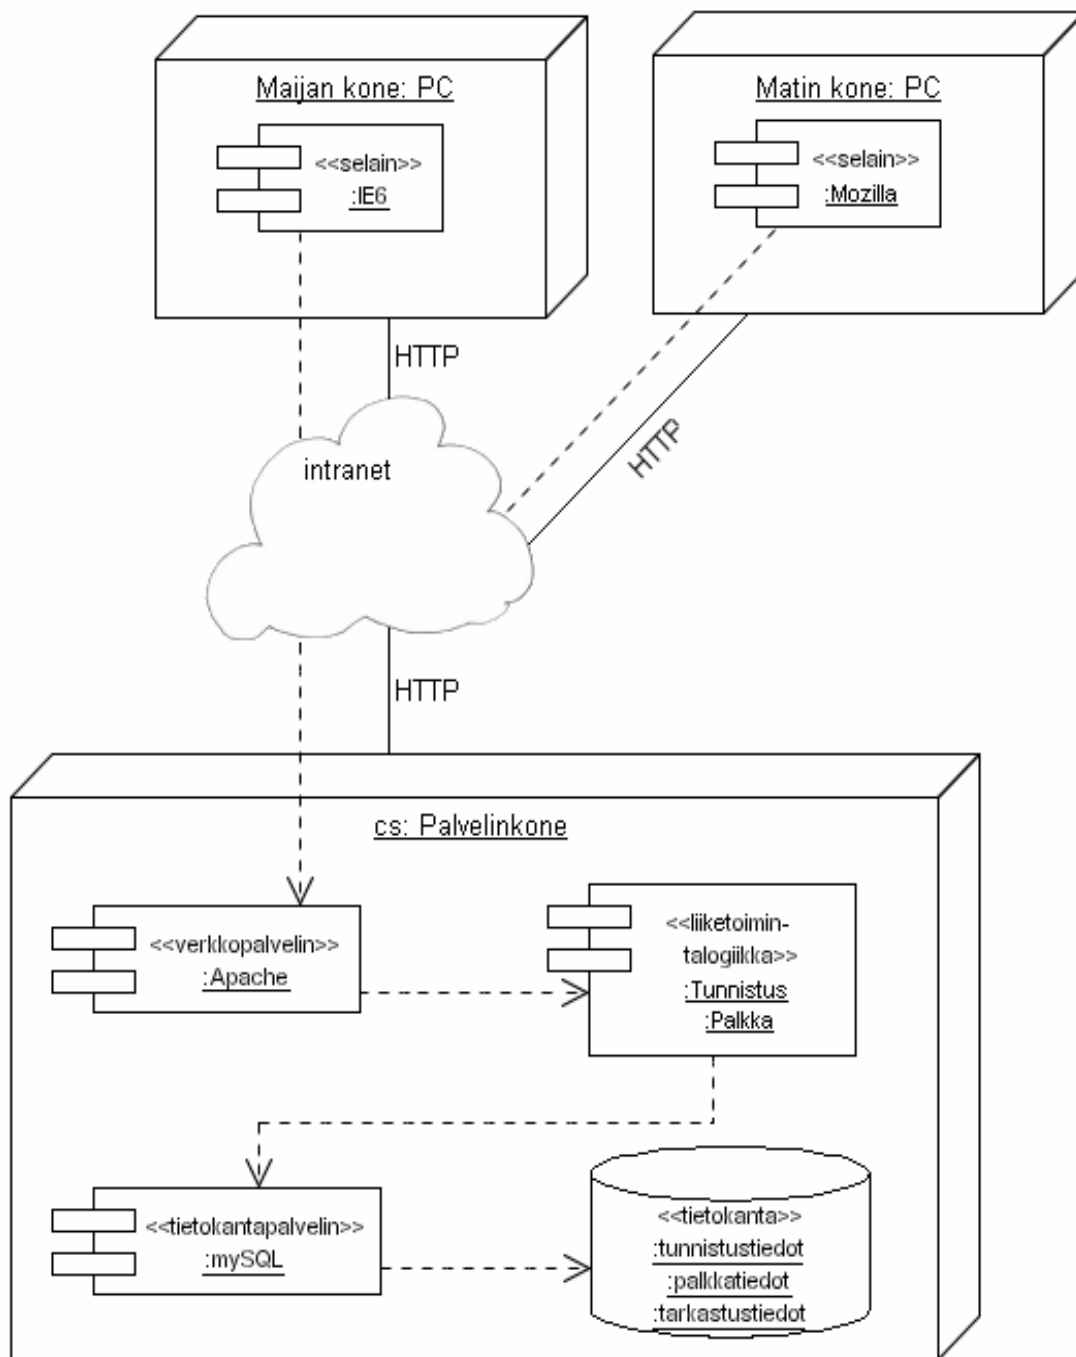 Maijan kone: PC
<<selain>>
:IE6
Matin kone: PC
<<selain>>
:Mozilla
HTTP
HTTP
intranet
HTTP
cs: Palvelinkone
<<verkkopalvelin>>
:Apache
<<liiketoimin-
talogiikka>>
:Tunnistus
:Palkka
<<tietokantapalvelin>>
:mySQL
<<tietokanta>>
:tunnistustiedot
:palkkatiedot
:tarkastustiedot